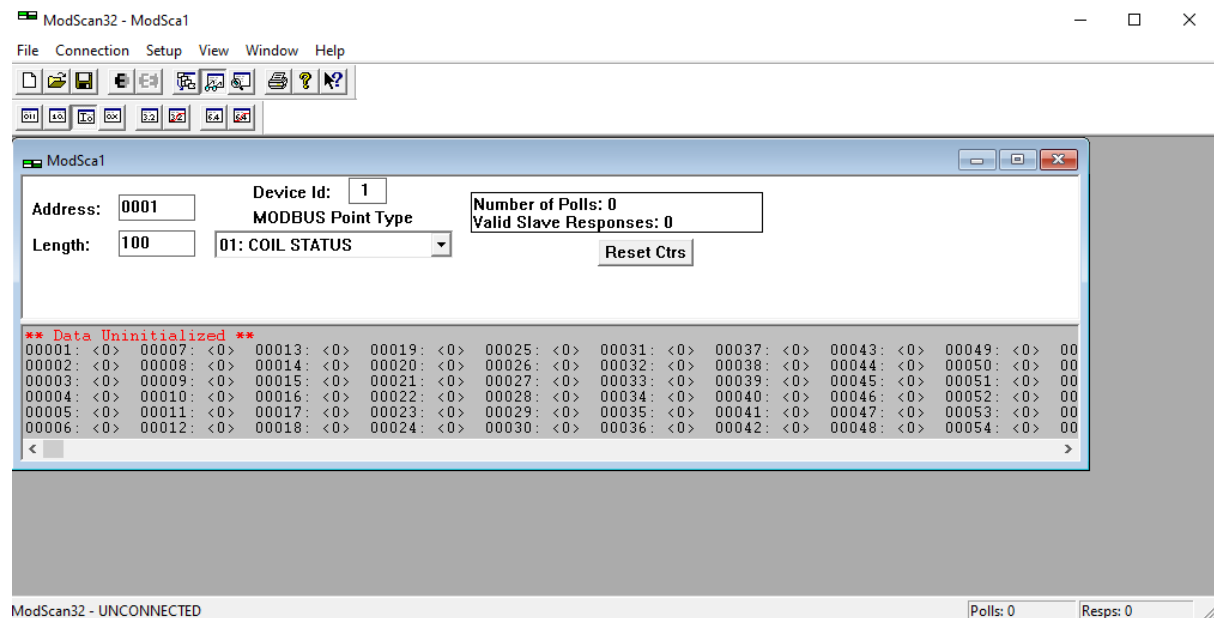 ModScan32 - ModSca1
File Connection Setup View Window Help
ModSca1
Address: 0001
Device Id: 1
MODBUS Point Type
Length: 100
01: COIL STATUS
Number of Polls: 0
Valid Slave Responses: 0
Reset Ctrs
** Data Uninitialized **
00001: <0> 00007: <0> 00013: <0> 00019: <0> 00025: <0> 00031: <0> 00037: <0> 00043: <0> 00049: <0> 00
00002: <0> 00008: <0> 00014: <0> 00020: <0> 00026: <0> 00032: <0> 00038: <0> 00044: <0> 00050: <0> 00
00003: <0> 00009: <0> 00015: <0> 00021: <0> 00027: <0> 00033: <0> 00039: <0> 00045: <0> 00051: <0> 00
00004: <0> 00010: <0> 00016: <0> 00022: <0> 00028: <0> 00034: <0> 00040: <0> 00046: <0> 00052: <0> 00
00005: <0> 00011: <0> 00017: <0> 00023: <0> 00029: <0> 00035: <0> 00041: <0> 00047: <0> 00053: <0> 00
00006: <0> 00012: <0> 00018: <0> 00024: <0> 00030: <0> 00036: <0> 00042: <0> 00048: <0> 00054: <0> 00
ModScan32 - UNCONNECTED
Polls: 0
Resps: 0